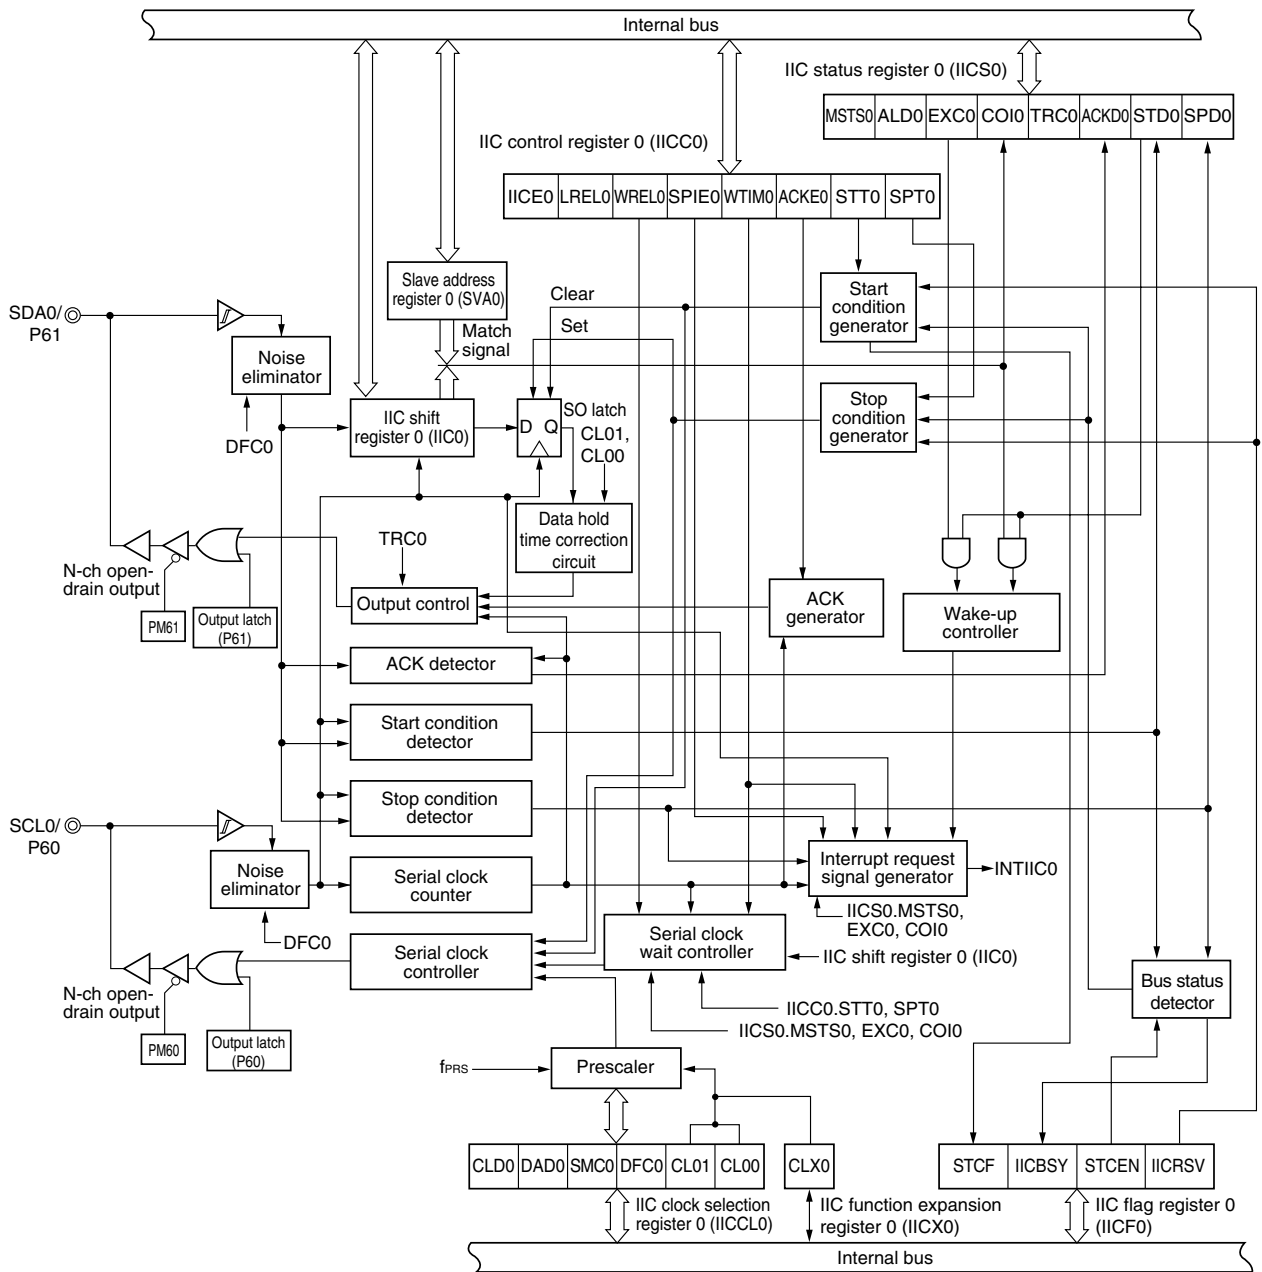 Internal bus
IIC status register 0 (IICS0)
MSTS0 ALD0 EXC0 COI0 TRC0 ACKD0 STD0 SPD0
IIC control register 0 (IICC0)
IICE0 LREL0 WREL0 SPIE0 WTIM0 ACKE0 STT0 SPT0
Slave address
register 0 (SVA0)
Clear
Set
Match
signal
Start
condition
generator
SDA0/
P61
Noise
eliminator
DFC0
IIC shift
register 0 (IIC0)
D Q
SO latch
CL01,
CL00
Stop
condition
generator
Data hold
time correction
circuit
TRC0
N-ch open-
drain output
PM61
Output latch
(P61)
Output control
ACK
generator
Wake-up
controller
ACK detector
Start condition
detector
Stop condition
detector
SCL0/
P60
Noise
eliminator
DFC0
Serial clock
counter
Interrupt request
signal generator
INTIIC0
IICS0.MSTS0,
EXC0, COI0
Serial clock
controller
Serial clock
wait controller
IIC shift register 0 (IIC0)
Bus status
detector
N-ch open-
drain output
PM60
Output latch
(P60)
IICC0.STT0, SPT0
IICS0.MSTS0, EXC0, COI0
fPRS
Prescaler
CLD0 DAD0 SMC0 DFC0 CL01 CL00
CLX0
STCF IICBSY STCEN IICRSV
IIC clock selection
register 0 (IICCL0)
IIC function expansion
register 0 (IICX0)
IIC flag register 0
(IICF0)
Internal bus